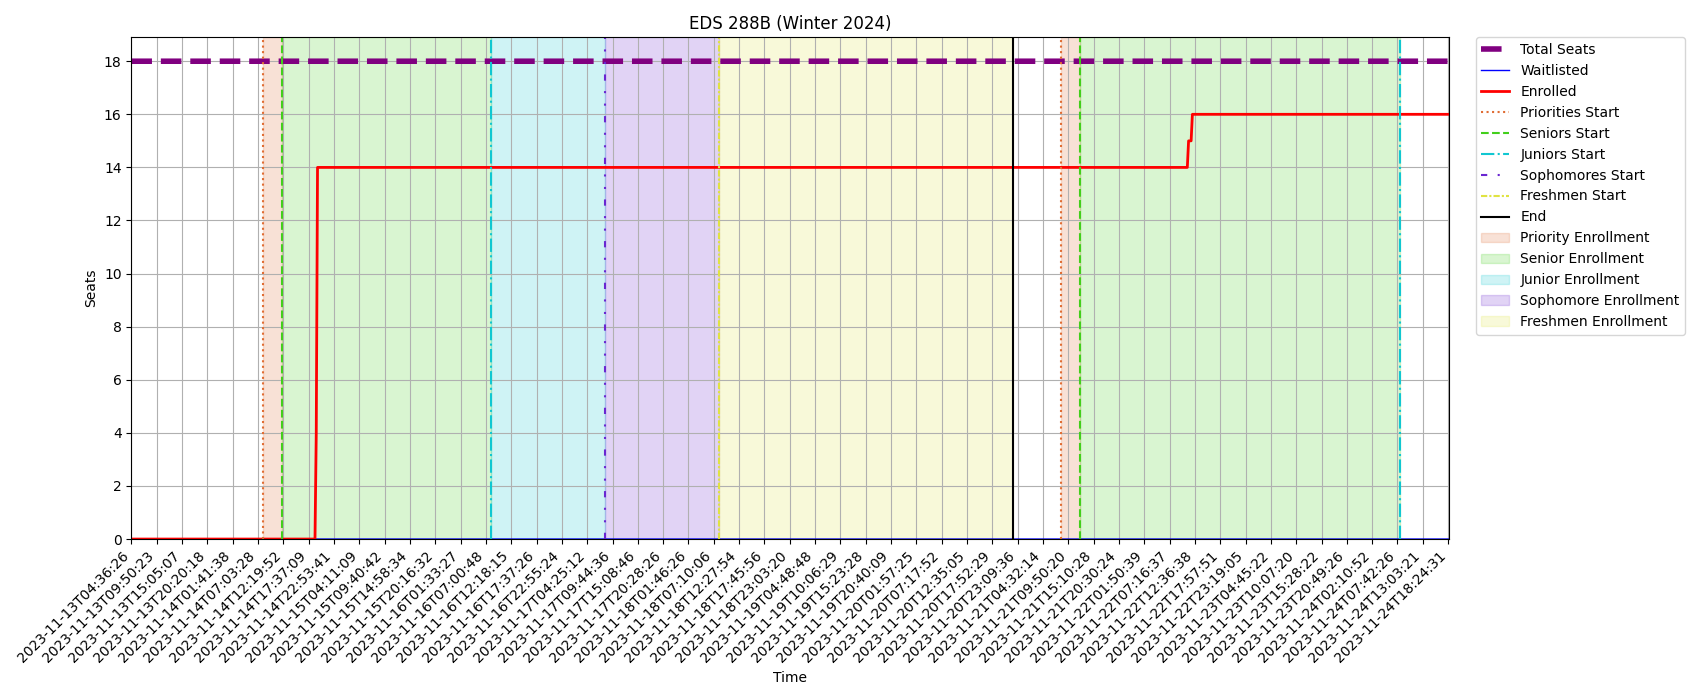 EDS 288B (Winter 2024)
Seats
18
16
14
12
10
8
6
4
2
0
2023-11-13T04:36:26
2023-11-13T09:50:23
2023-11-13T15:05:07
2023-11-13T20:20:18
2023-11-14T01:41:38
2023-11-14T07:03:28
2023-11-14T12:19:52
2023-11-14T17:37:09
2023-11-14T22:53:41
2023-11-15T04:11:09
2023-11-15T09:40:42
2023-11-15T14:58:34
2023-11-15T20:16:32
2023-11-16T01:33:27
2023-11-16T07:00:48
2023-11-16T12:18:15
2023-11-16T17:37:26
2023-11-16T22:55:24
2023-11-17T04:25:12
2023-11-17T09:44:36
2023-11-17T15:08:46
2023-11-17T20:28:26
2023-11-18T01:46:26
2023-11-18T07:10:06
2023-11-18T12:27:54
2023-11-18T17:45:56
2023-11-18T23:03:20
2023-11-19T04:48:48
2023-11-19T10:06:29
2023-11-19T15:23:28
2023-11-19T20:40:09
2023-11-20T01:57:25
2023-11-20T07:17:52
2023-11-20T12:35:05
2023-11-20T17:52:29
2023-11-20T23:09:36
2023-11-21T04:32:14
2023-11-21T09:50:20
2023-11-21T15:10:28
2023-11-21T20:30:24
2023-11-22T01:50:39
2023-11-22T07:16:37
2023-11-22T12:36:38
2023-11-22T17:57:51
2023-11-22T23:19:05
2023-11-23T04:45:22
2023-11-23T10:07:20
2023-11-23T15:28:22
2023-11-23T20:49:26
2023-11-24T02:10:52
2023-11-24T07:42:26
2023-11-24T13:03:21
2023-11-24T18:24:31
Time
Total Seats
Waitlisted
Enrolled
Priorities Start
Seniors Start
Juniors Start
Sophomores Start
Freshmen Start
End
Priority Enrollment
Senior Enrollment
Junior Enrollment
Sophomore Enrollment
Freshmen Enrollment